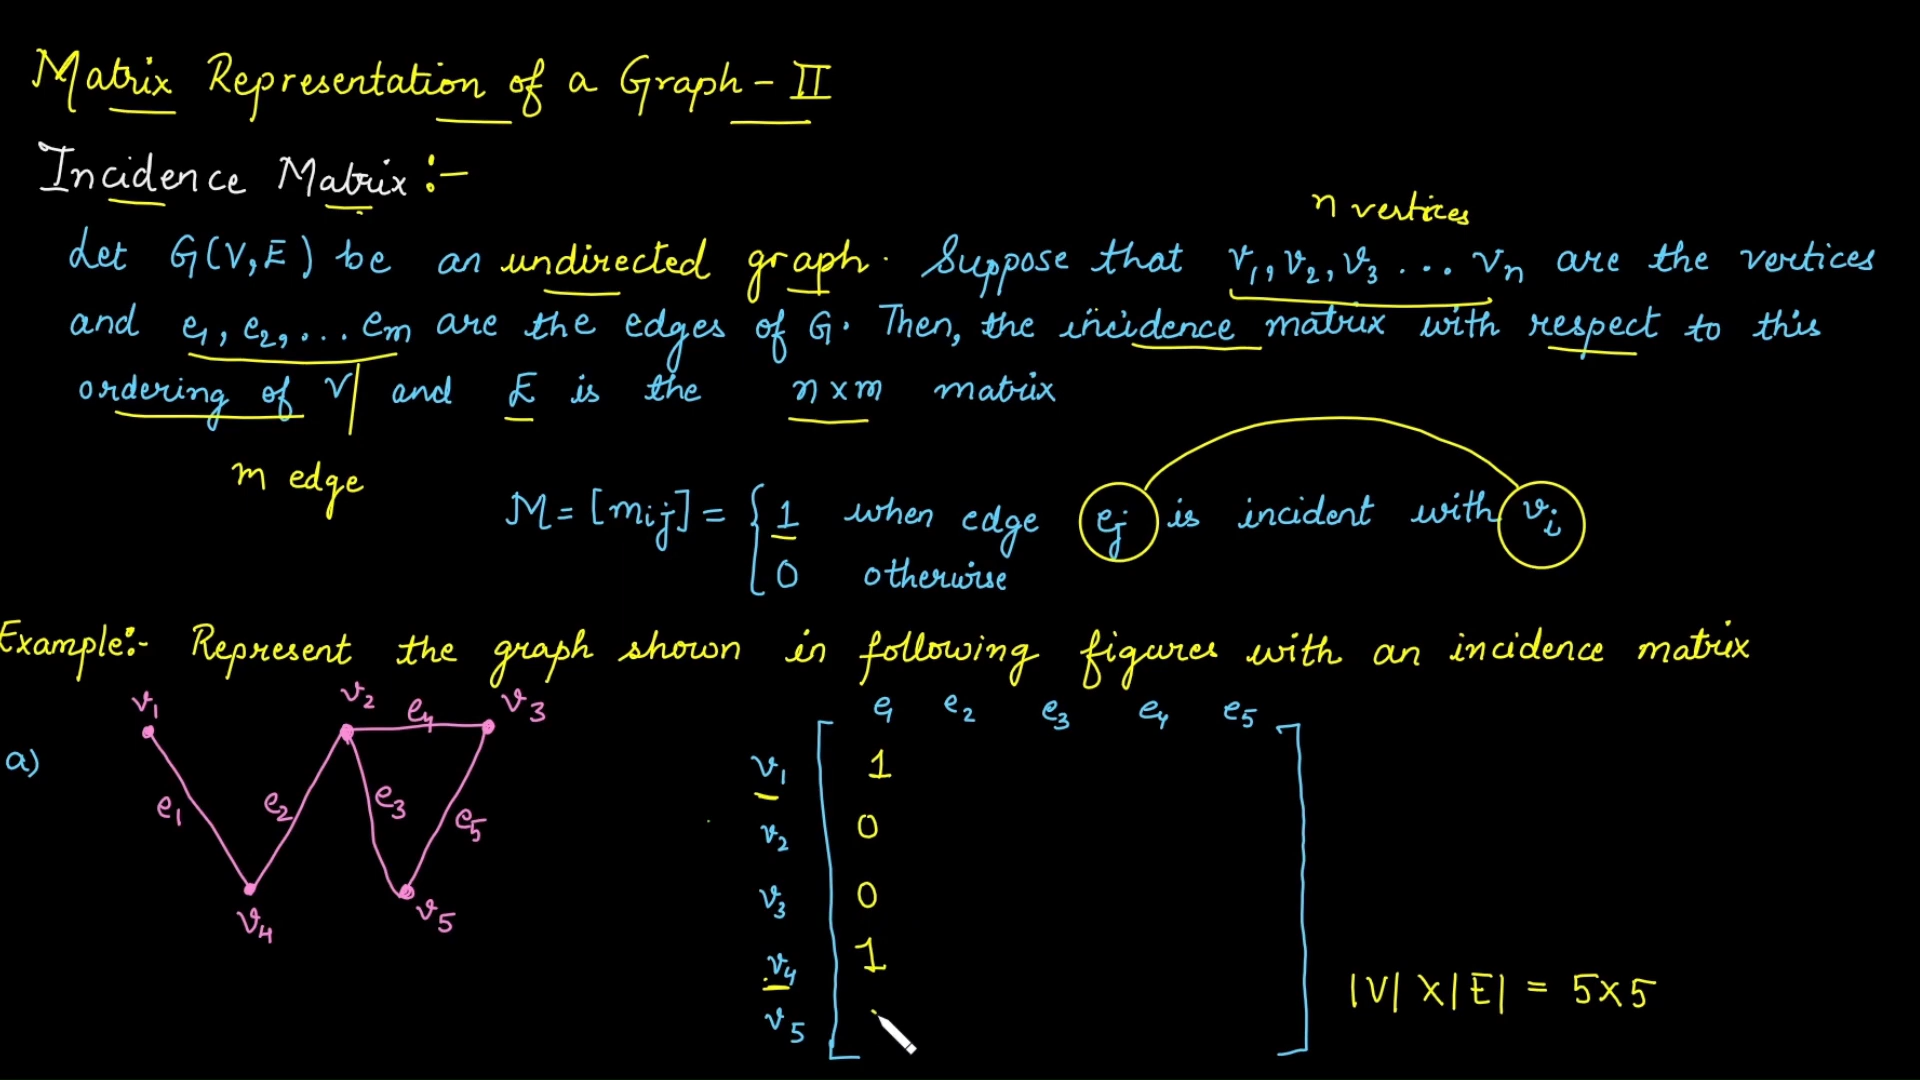 Matrix Representation of a Graph - II
Incidence Matrix :-
n vertices
Let G(V,E) be an undirected graph. Suppose that v₁, v₂, v₃ ... vₙ are the vertices
and e₁, e₂, ... eₘ are the edges of G. Then, the incidence matrix with respect to this
ordering of V and E is the n x m matrix
m edge
M = [mᵢⱼ] = { 1 when edge eⱼ is incident with vᵢ
0 otherwise
Example:- Represent the graph shown in following figures with an incidence matrix
a)
v₁ v₂ e₄ v₃
e₁ e₂ e₃ e₅
v₄ v₅
e₁ e₂ e₃ e₄ e₅
v₁ 1
v₂ 0
v₃ 0
v₄ 1
v₅
|V| X |E| = 5x5